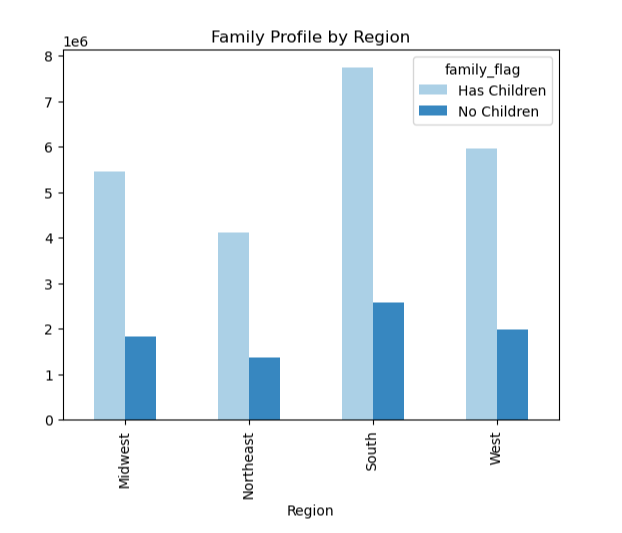 Family Profile by Region
1e6
8
7
6
5
4
3
2
1
0
family_flag
Has Children
No Children
Midwest
Northeast
South
West
Region